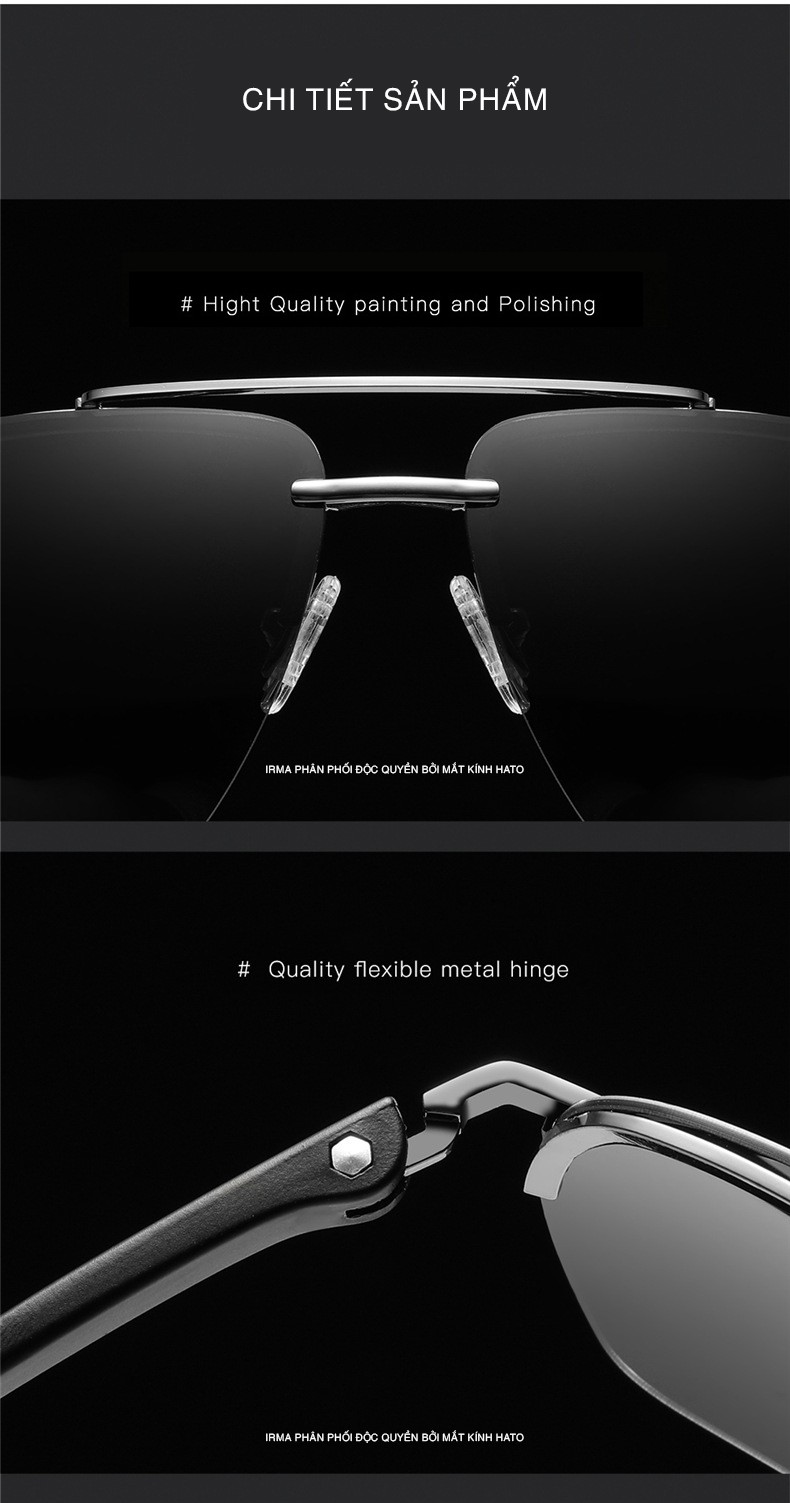 CHI TIẾT SẢN PHẨM
# Hight Quality painting and Polishing
IRMA PHÂN PHỐI ĐỘC QUYỀN BỞI MẮT KÍNH HATO
# Quality flexible metal hinge
IRMA PHÂN PHỐI ĐỘC QUYỀN BỞI MẮT KÍNH HATO